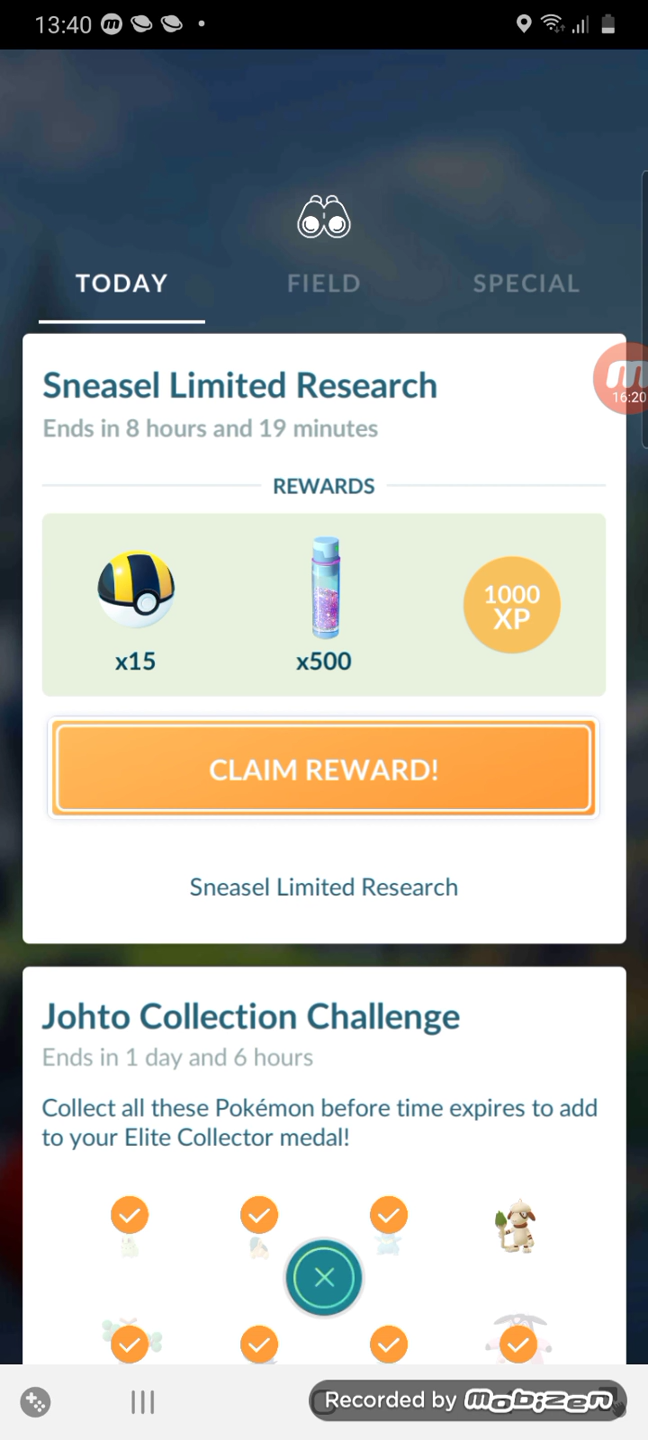 13:40
TODAY
FIELD
SPECIAL
Sneasel Limited Research
16:20
Ends in 8 hours and 19 minutes
REWARDS
1000
XP
x15
x500
CLAIM REWARD!
Sneasel Limited Research
Johto Collection Challenge
Ends in 1 day and 6 hours
Collect all these Pokémon before time expires to add
to your Elite Collector medal!
Recorded by mobizen